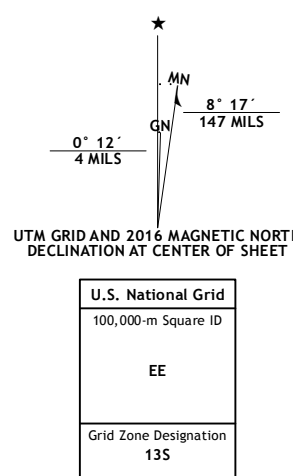 ★
MN
GN
8° 17´
147 MILS
0° 12´
4 MILS
UTM GRID AND 2016 MAGNETIC NORT
DECLINATION AT CENTER OF SHEET
U.S. National Grid
100,000-m Square ID
EE
Grid Zone Designation
13S